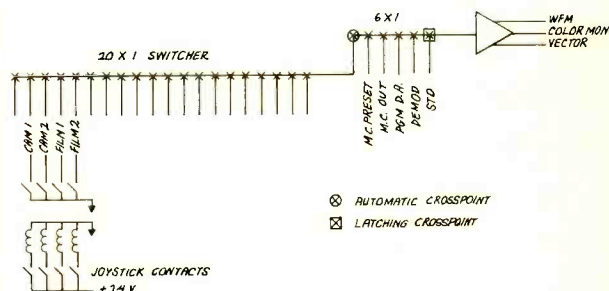 6 X 1
WFM
COLOR MON
VECTOR
20 X 1 SWITCHER
M.C. PRESET
M.C. OUT
PGM D.A.
DEMOD
STD
CAM 1
CAM 2
FILM 1
FILM 2
AUTOMATIC CROSSPOINT
LATCHING CROSSPOINT
JOYSTICK CONTACTS
+24V